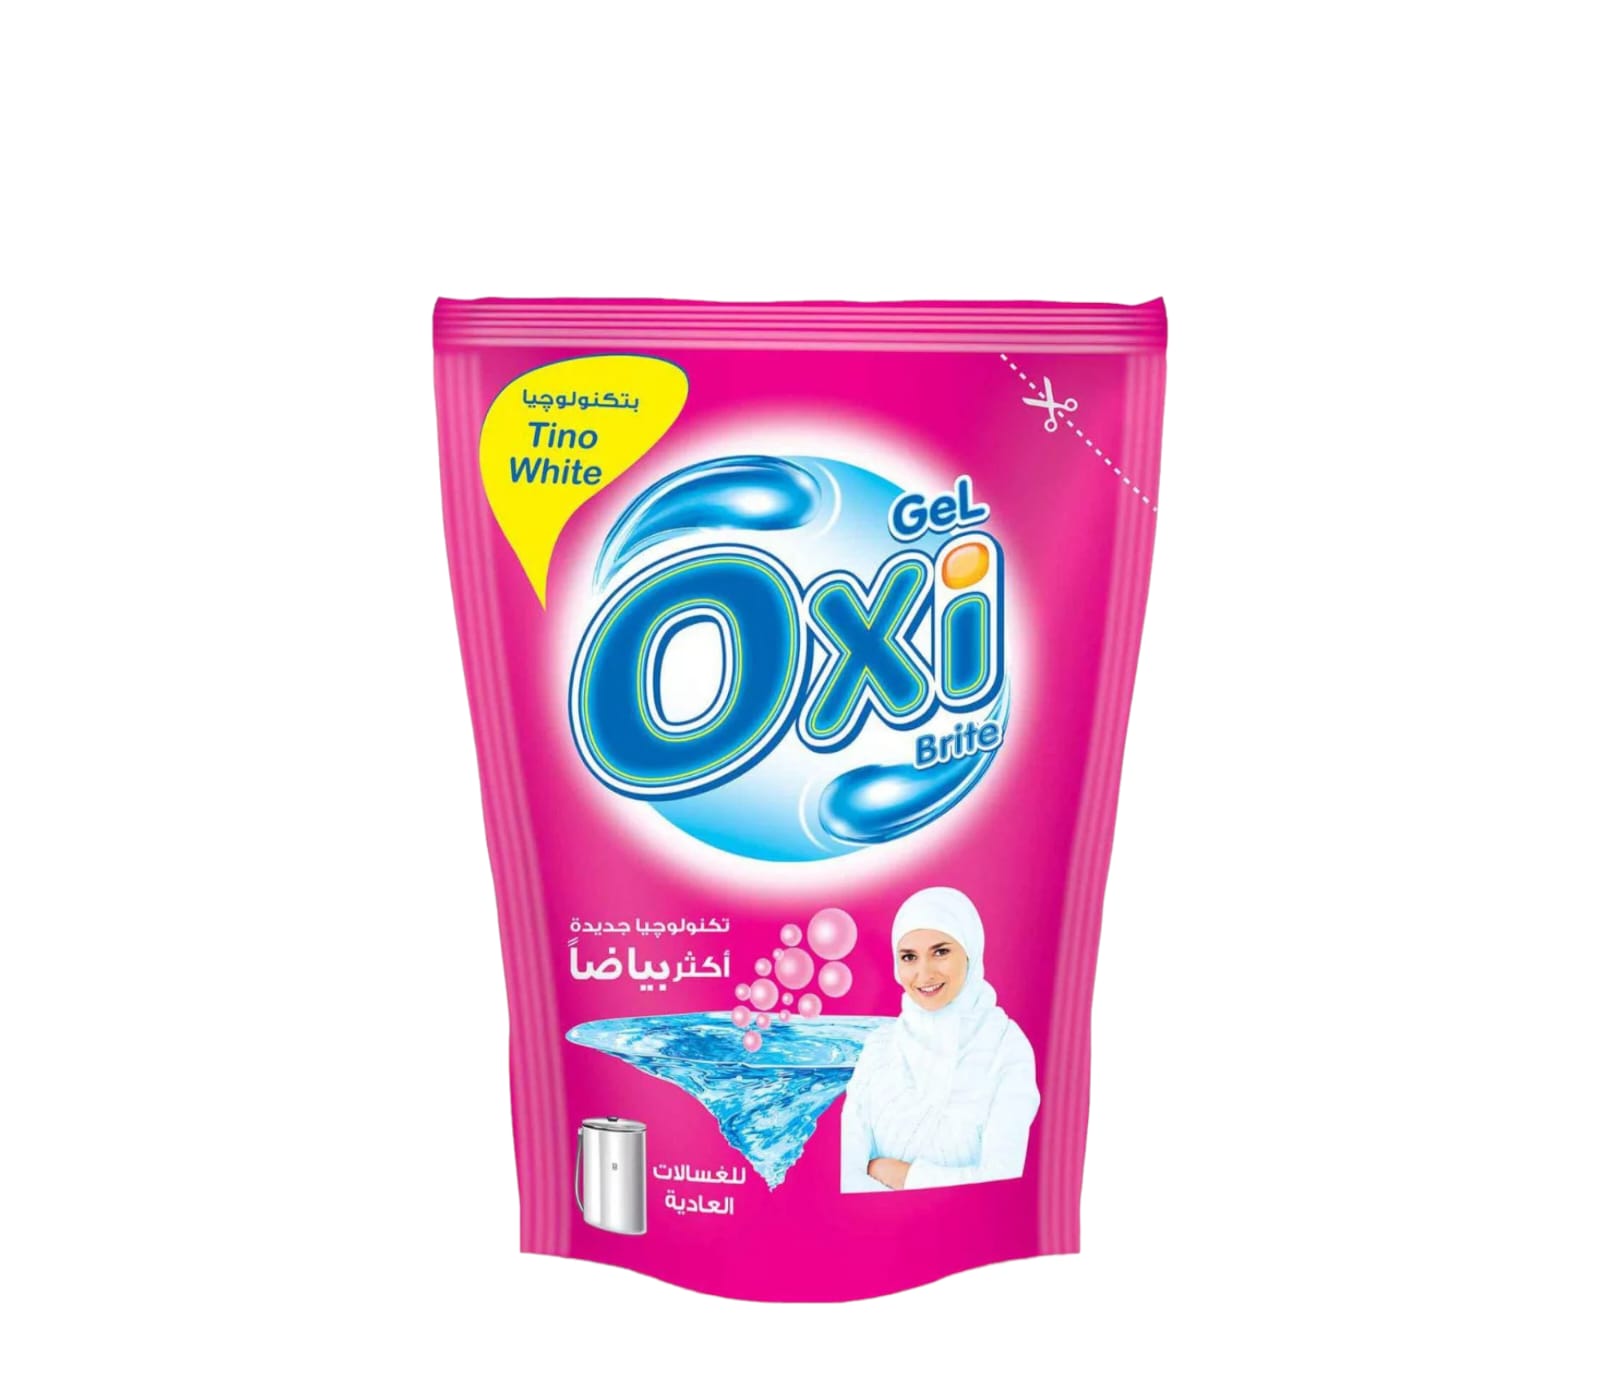 بتكنولوچيا
Tino
White
GeL
Oxi
Brite
تكنولوچيا جديدة
أكثر بياضاً
للغسالات
العادية